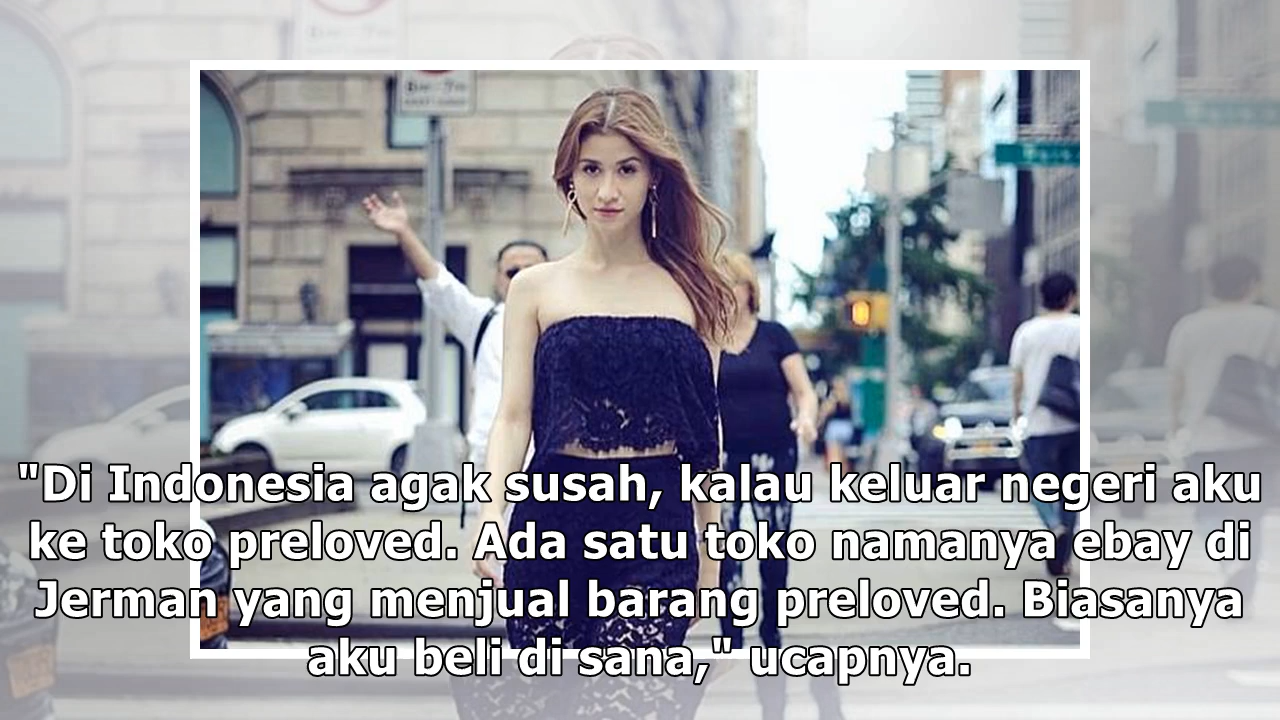 "Di Indonesia agak susah, kalau keluar negeri aku
ke toko preloved. Ada satu toko namanya ebay di
Jerman yang menjual barang preloved. Biasanya
aku beli di sana," ucapnya.